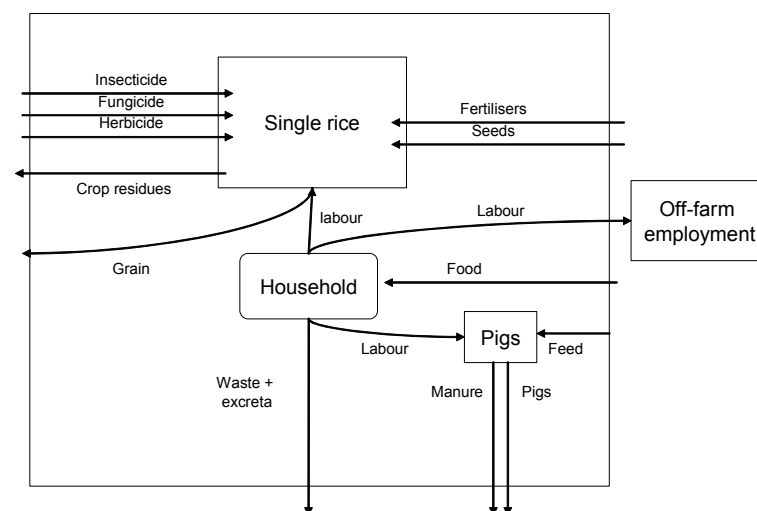 Insecticide
Fungicide
Herbicide
Single rice
Fertilisers
Seeds
Crop residues
labour
Labour
Off-farm
employment
Grain
Household
Food
Labour
Pigs
Feed
Waste +
excreta
Manure
Pigs